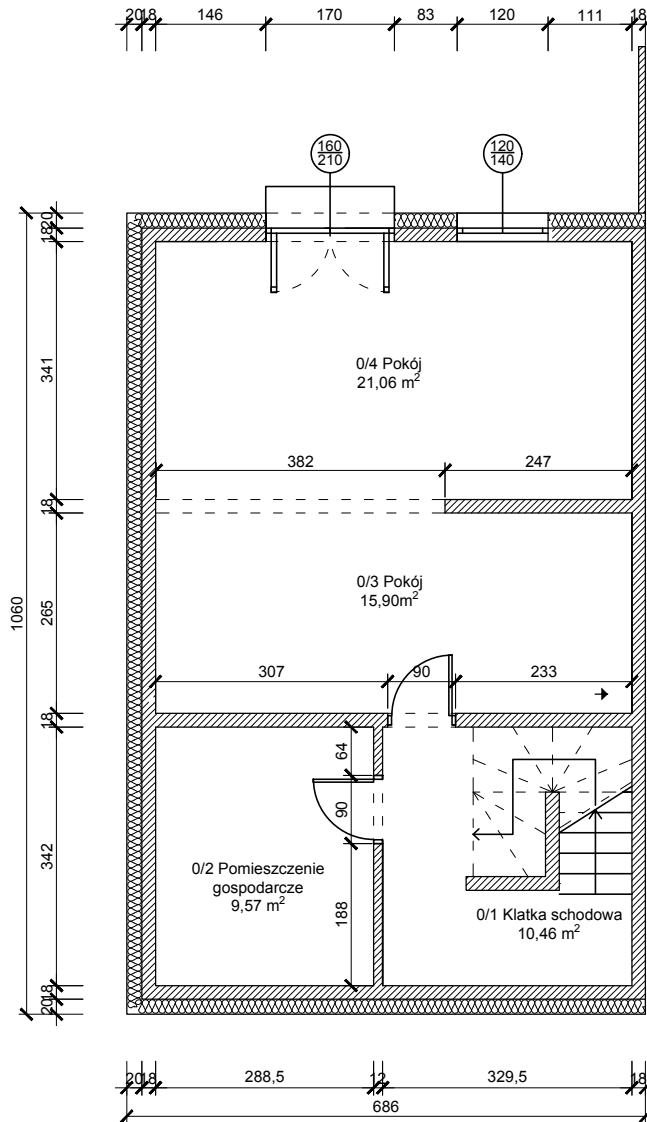 20 18 146 170 83 120 111 18
160
210
120
140
20
18
341
0/4 Pokój
21,06 m²
382 247
18
1060
265
0/3 Pokój
15,90m²
307 90 233
18
64
90
342
0/2 Pomieszczenie
gospodarcze
9,57 m²
188
0/1 Klatka schodowa
10,46 m²
18
20
20 18 288,5 12 329,5 18
686